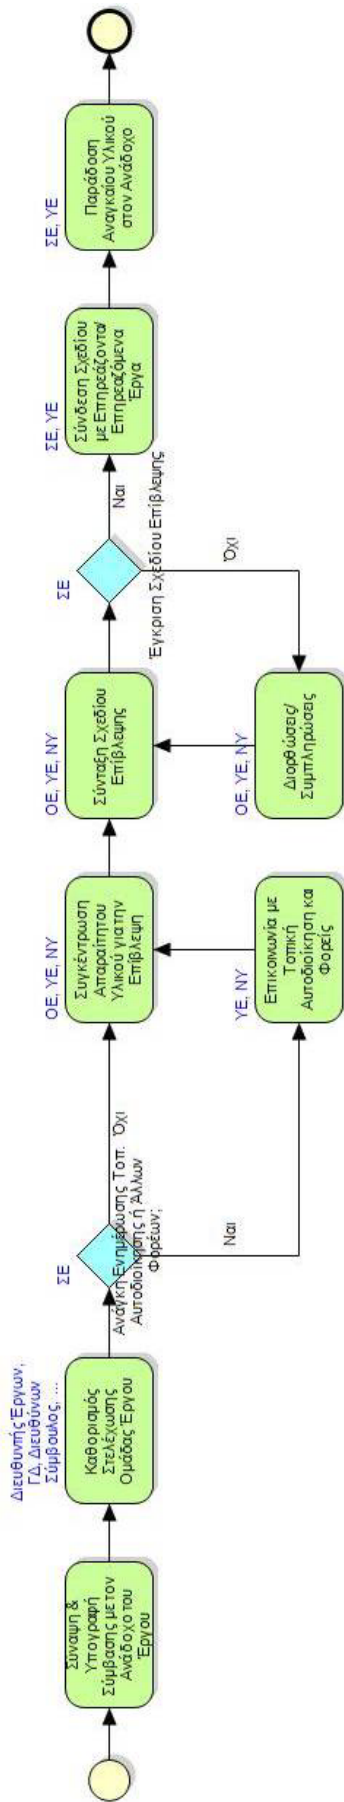 Σύναψη &
Υπογραφή
Σύμβασης με τον
Ανάδοχο του
Έργου
Διευθυντής Έργων,
ΓΔ, Διευθύνων
Σύμβουλος, ...
Καθορισμός
Στελέχωσης
Ομάδας Έργου
ΣΕ
Ανάγκη Ενημέρωσης Τοπ.
Αυτοδιοίκησης ή Άλλων
Φορέων;
Όχι
Ναι
ΟΕ, ΥΕ, ΝΥ
Συγκέντρωση
Απαραίτητου
Υλικού για την
Επίβλεψη
ΥΕ, ΝΥ
Επικοινωνία με
Τοπική
Αυτοδιοίκηση και
Φορείς
ΟΕ, ΥΕ, ΝΥ
Σύνταξη Σχεδίου
Επίβλεψης
ΟΕ, ΥΕ, ΝΥ
Διορθώσεις/
Συμπληρώσεις
ΣΕ
Έγκριση Σχεδίου Επίβλεψης
Ναι
Όχι
ΣΕ, ΥΕ
Σύνδεση Σχεδίου
με Επηρεάζοντα/
Επηρεαζόμενα
Έργα
ΣΕ, ΥΕ
Παράδοση
Αναγκαίου Υλικού
στον Ανάδοχο